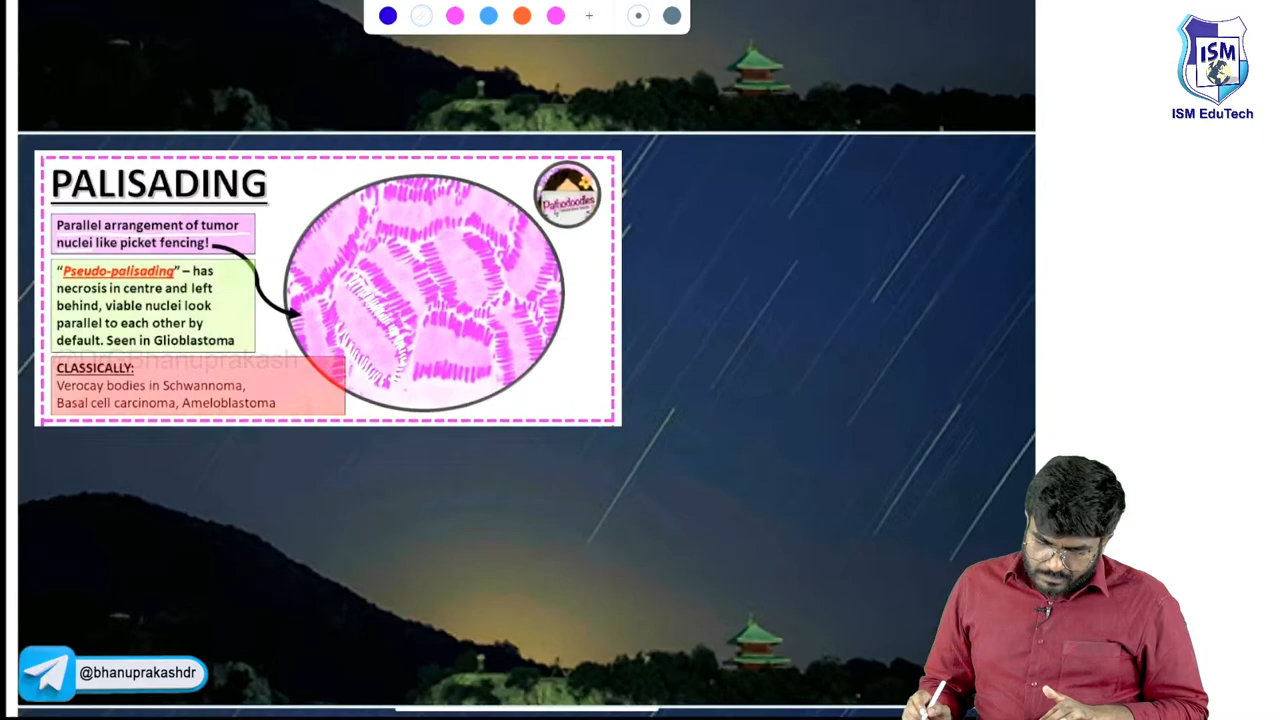 ISM
ISM EduTech
PALISADING
Pathodoodles
Parallel arrangement of tumor
nuclei like picket fencing!
“Pseudo-palisading” – has
necrosis in centre and left
behind, viable nuclei look
parallel to each other by
default. Seen in Glioblastoma
CLASSICALLY:
Verocay bodies in Schwannoma,
Basal cell carcinoma, Ameloblastoma
@bhanuprakashdr